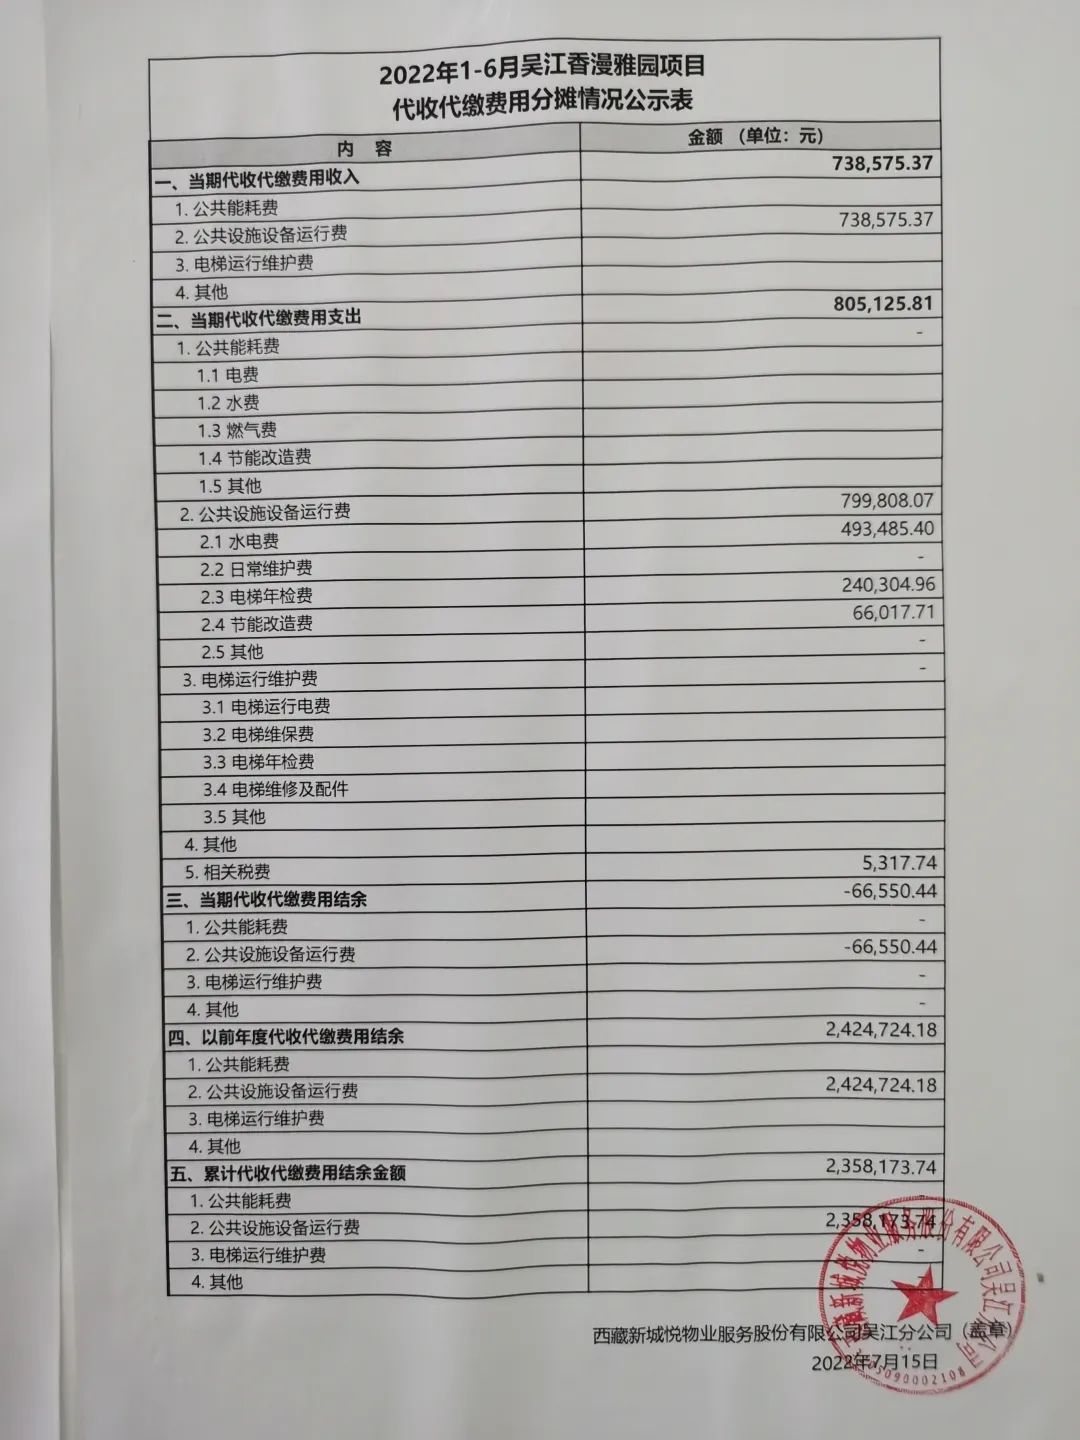 2022年1-6月吴江香漫雅园项目
代收代缴费用分摊情况公示表
内 容 金额 （单位：元）
一、当期代收代缴费用收入 738,575.37
1. 公共能耗费
2. 公共设施设备运行费 738,575.37
3. 电梯运行维护费
4. 其他
二、当期代收代缴费用支出 805,125.81
1. 公共能耗费 -
1.1 电费
1.2 水费
1.3 燃气费
1.4 节能改造费
1.5 其他
2. 公共设施设备运行费 799,808.07
2.1 水电费 493,485.40
2.2 日常维护费 -
2.3 电梯年检费 240,304.96
2.4 节能改造费 66,017.71
2.5 其他 -
3. 电梯运行维护费 -
3.1 电梯运行电费
3.2 电梯维保费
3.3 电梯年检费
3.4 电梯维修及配件
3.5 其他
4. 其他
5. 相关税费 5,317.74
三、当期代收代缴费用结余 -66,550.44
1. 公共能耗费 -
2. 公共设施设备运行费 -66,550.44
3. 电梯运行维护费 -
4. 其他 -
四、以前年度代收代缴费用结余 2,424,724.18
1. 公共能耗费
2. 公共设施设备运行费 2,424,724.18
3. 电梯运行维护费
4. 其他
五、累计代收代缴费用结余金额 2,358,173.74
1. 公共能耗费 -
2. 公共设施设备运行费 2,358,173.74
3. 电梯运行维护费 -
4. 其他 -
西藏新城悦物业服务股份有限公司吴江分公司（盖章）
2022年7月15日
西藏新城悦物业服务股份有限公司吴江分公司